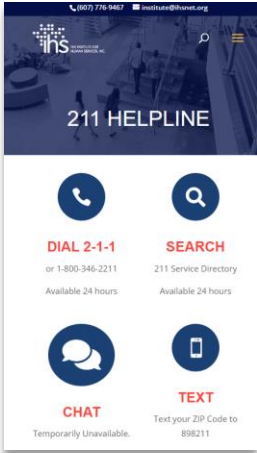 (607) 776-9467 institute@ihsnet.org
ihs THE INSTITUTE FOR
HUMAN SERVICES, INC.
211 HELPLINE
DIAL 2-1-1
or 1-800-346-2211
Available 24 hours
SEARCH
211 Service Directory
Available 24 hours
CHAT
Temporarily Unavailable.
TEXT
Text your ZIP Code to
898211